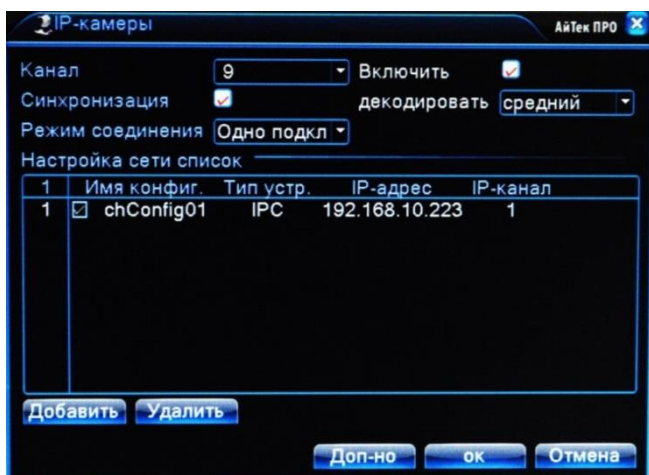 IP-камеры АйТек ПРО
Канал 9 Включить
Синхронизация декодировать средний
Режим соединения Одно подкл
Настройка сети список
1 Имя конфиг. Тип устр. IP-адрес IP-канал
1 chConfig01 IPC 192.168.10.223 1
Добавить Удалить
Доп-но ок Отмена